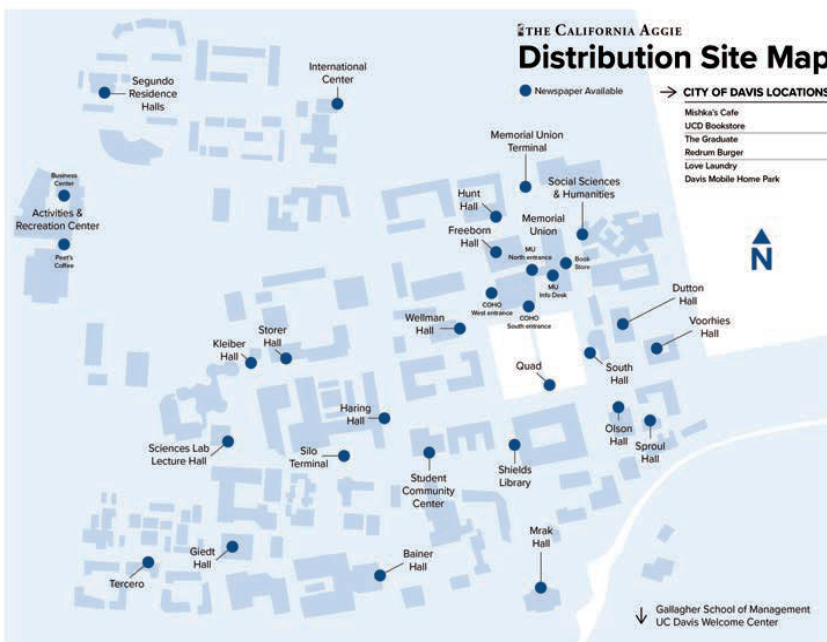 THE CALIFORNIA AGGIE
Distribution Site Map
Newspaper Available
→ CITY OF DAVIS LOCATIONS
Mishka's Cafe
UCD Bookstore
The Graduate
Redrum Burger
Love Laundry
Davis Mobile Home Park
N
Segundo
Residence
Halls
International
Center
Business
Center
Activities &
Recreation Center
Peet's
Coffee
Memorial Union
Terminal
Social Sciences
& Humanities
Hunt
Hall
Memorial
Union
Freeborn
Hall
MU
North entrance
Book
Store
MU
Info Desk
COHO
West entrance
COHO
South entrance
Dutton
Hall
Voorhies
Hall
Wellman
Hall
Storer
Hall
Kleiber
Hall
Quad
South
Hall
Haring
Hall
Olson
Hall
Sproul
Hall
Sciences Lab
Lecture Hall
Silo
Terminal
Student
Community
Center
Shields
Library
Giedt
Hall
Tercero
Bainer
Hall
Mrak
Hall
↓ Gallagher School of Management
UC Davis Welcome Center